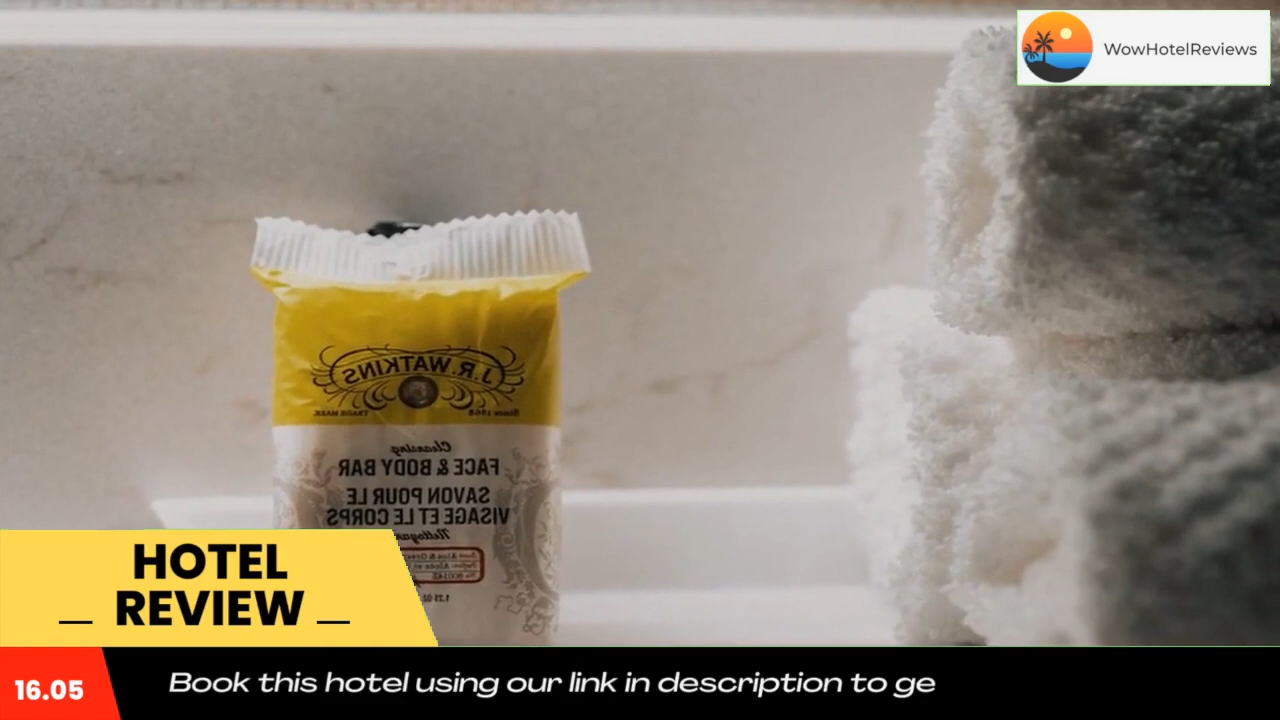 WowHotelReviews
J.R.WATKINS
TRADE MARK
Since 1868
Cleansing
FACE & BODY BAR
SAVON POUR LE
VISAGE ET LE CORPS
HOTEL
REVIEW
16.05
Book this hotel using our link in description to ge